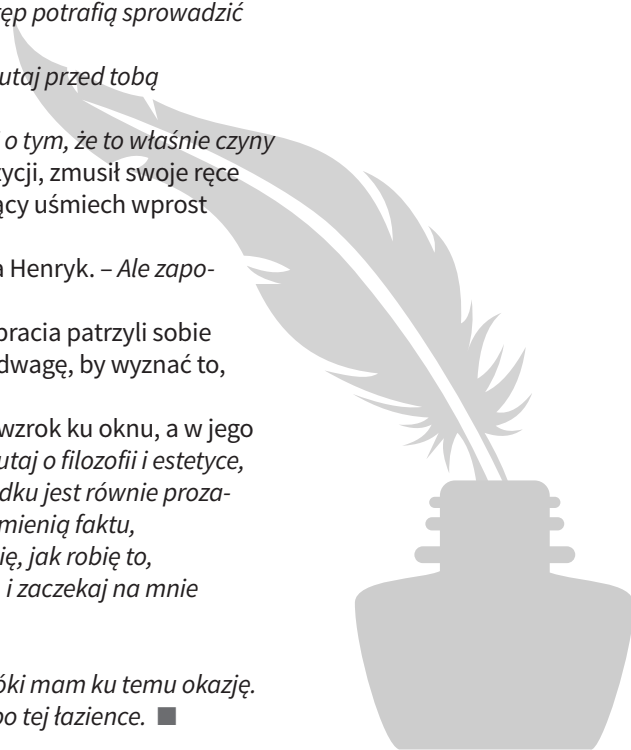 ęp potrafią sprowadzić
utaj przed tobą
o tym, że to właśnie czyny
ycji, zmusił swoje ręce
ący uśmiech wprost
a Henryk. – Ale zapo-
bracia patrzyli sobie
dwagę, by wyznać to,
wzrok ku oknu, a w jego
utaj o filozofii i estetyce,
dku jest równie proza-
mienią faktu,
ię, jak robię to,
i zaczekaj na mnie
óki mam ku temu okazję.
po tej łazience. ■